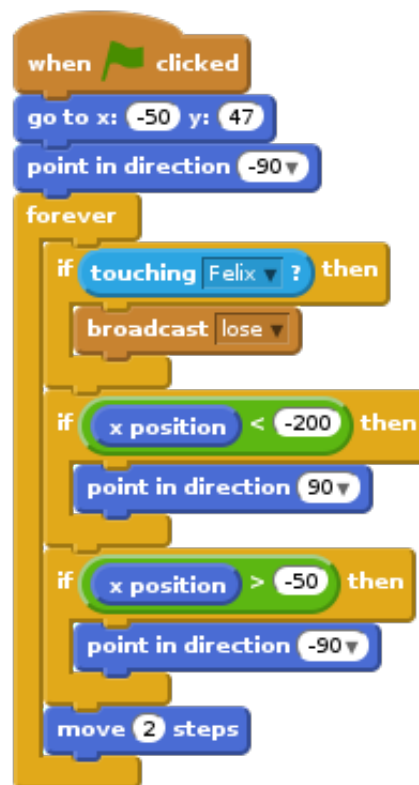 when clicked
go to x: -50 y: 47
point in direction -90
forever
if touching Felix ? then
broadcast lose
if x position < -200 then
point in direction 90
if x position > -50 then
point in direction -90
move 2 steps